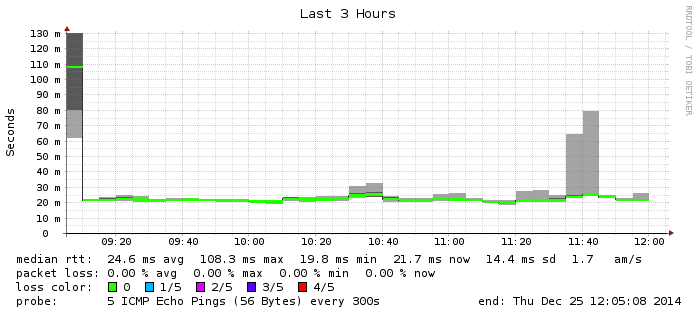 Last 3 Hours
RRDTOOL / TOBI OETIKER
Seconds
130 m
120 m
110 m
100 m
90 m
80 m
70 m
60 m
50 m
40 m
30 m
20 m
10 m
0
09:20 09:40 10:00 10:20 10:40 11:00 11:20 11:40 12:00
median rtt: 24.6 ms avg 108.3 ms max 19.8 ms min 21.7 ms now 14.4 ms sd 1.7 am/s
packet loss: 0.00 % avg 0.00 % max 0.00 % min 0.00 % now
loss color: 0 1/5 2/5 3/5 4/5
probe: 5 ICMP Echo Pings (56 Bytes) every 300s end: Thu Dec 25 12:05:08 2014